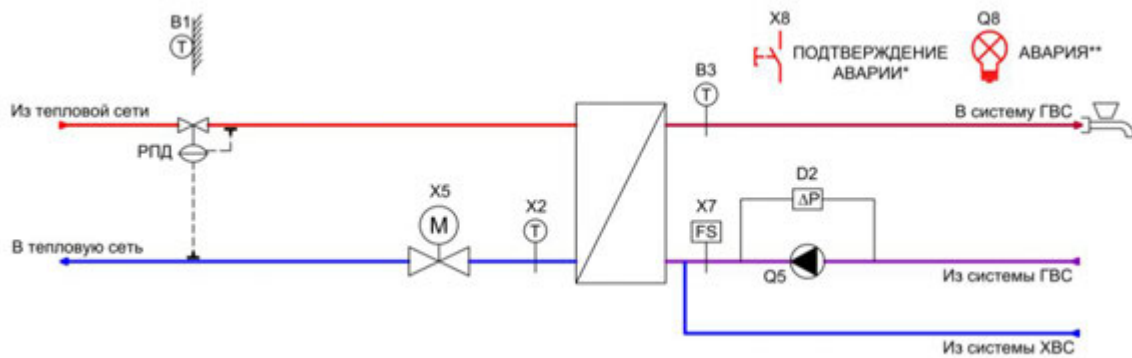 B1
T
X8
ПОДТВЕРЖДЕНИЕ
АВАРИИ*
Q8
АВАРИЯ**
B3
T
Из тепловой сети
В систему ГВС
РПД
X5
M
X2
T
X7
FS
D2
ΔP
В тепловую сеть
Q5
Из системы ГВС
Из системы ХВС